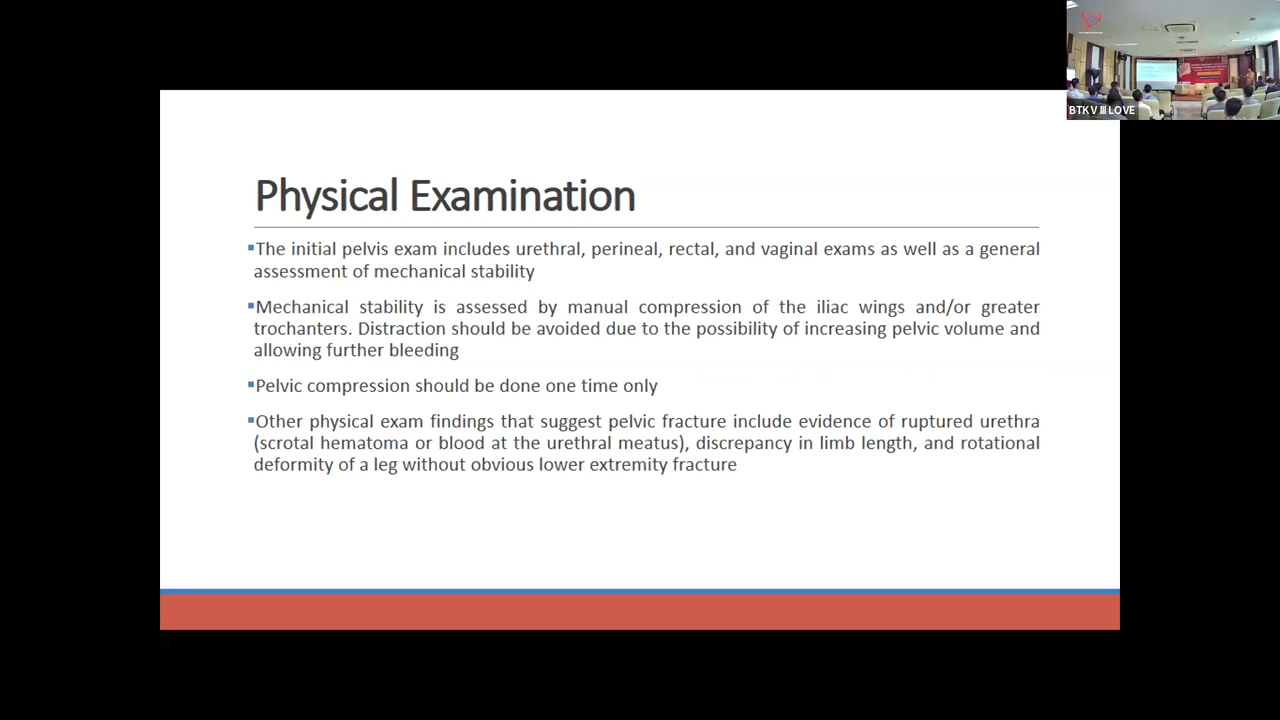 Physical Examination
▪The initial pelvis exam includes urethral, perineal, rectal, and vaginal exams as well as a general
assessment of mechanical stability
▪Mechanical stability is assessed by manual compression of the iliac wings and/or greater
trochanters. Distraction should be avoided due to the possibility of increasing pelvic volume and
allowing further bleeding
▪Pelvic compression should be done one time only
▪Other physical exam findings that suggest pelvic fracture include evidence of ruptured urethra
(scrotal hematoma or blood at the urethral meatus), discrepancy in limb length, and rotational
deformity of a leg without obvious lower extremity fracture
BTKV III LOVE